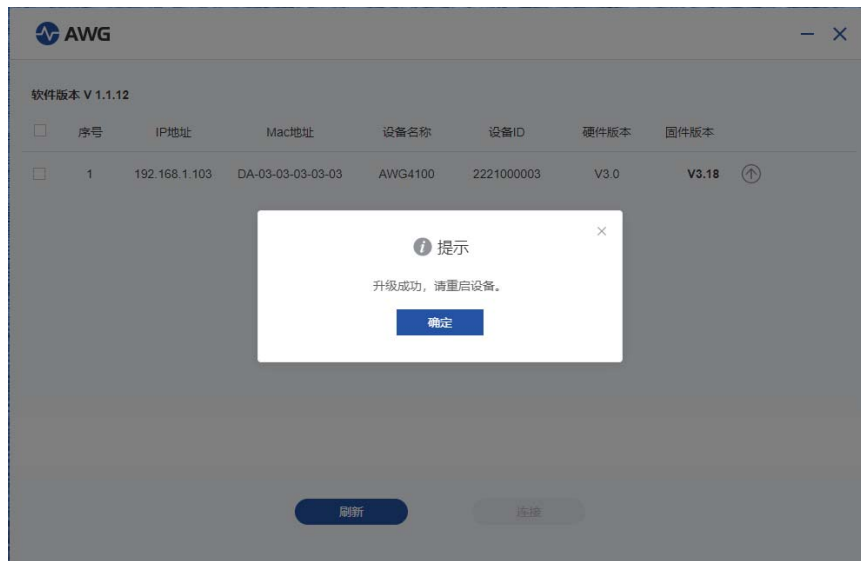 AWG
软件版本 V 1.1.12
序号 IP地址 Mac地址 设备名称 设备ID 硬件版本 固件版本
1 192.168.1.103 DA-03-03-03-03-03 AWG4100 2221000003 V3.0 V3.18
提示
升级成功，请重启设备。
确定
刷新 连接